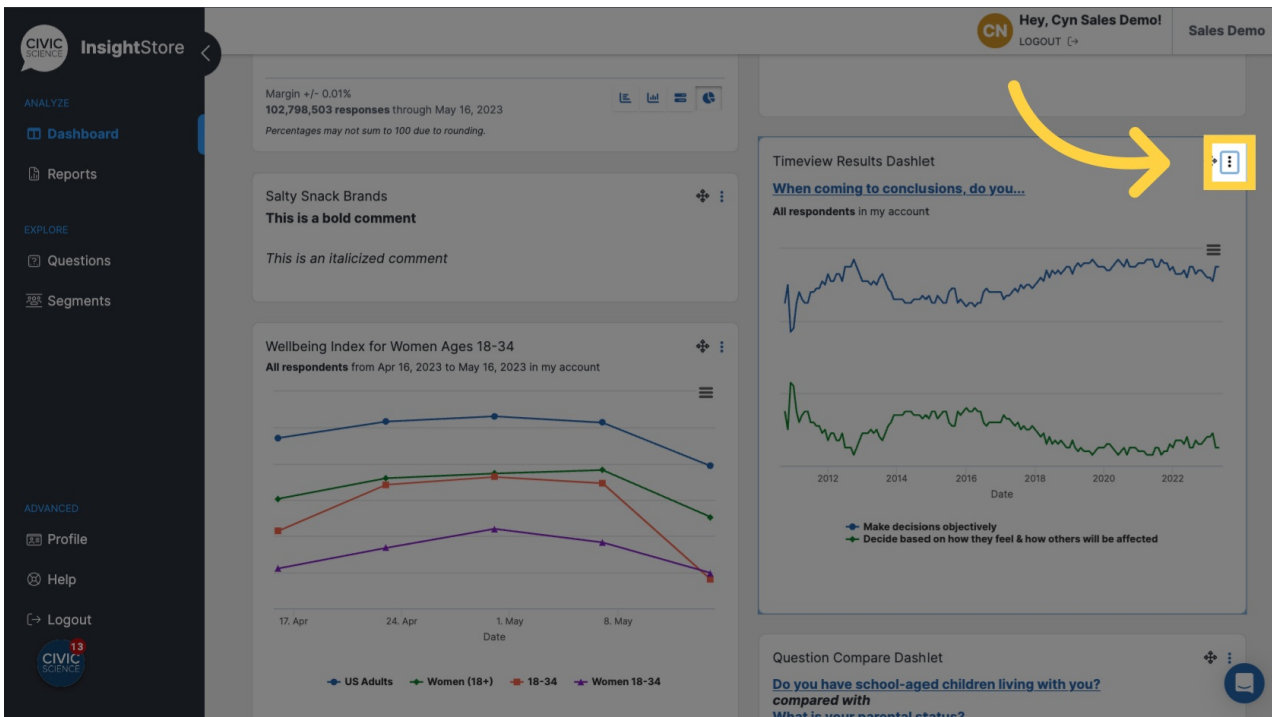 CIVIC
SCIENCE
InsightStore
ANALYZE
Dashboard
Reports
EXPLORE
Questions
Segments
ADVANCED
Profile
Help
Logout
13
CIVIC
SCIENCE
CN
Hey, Cyn Sales Demo!
LOGOUT
Sales Demo
Margin +/- 0.01%
102,798,503 responses through May 16, 2023
Percentages may not sum to 100 due to rounding.
Salty Snack Brands
This is a bold comment
This is an italicized comment
Wellbeing Index for Women Ages 18-34
All respondents from Apr 16, 2023 to May 16, 2023 in my account
17. Apr
24. Apr
1. May
8. May
Date
US Adults
Women (18+)
18-34
Women 18-34
Timeview Results Dashlet
When coming to conclusions, do you...
All respondents in my account
2012
2014
2016
2018
2020
2022
Date
Make decisions objectively
Decide based on how they feel & how others will be affected
Question Compare Dashlet
Do you have school-aged children living with you?
compared with
What is your parental status?